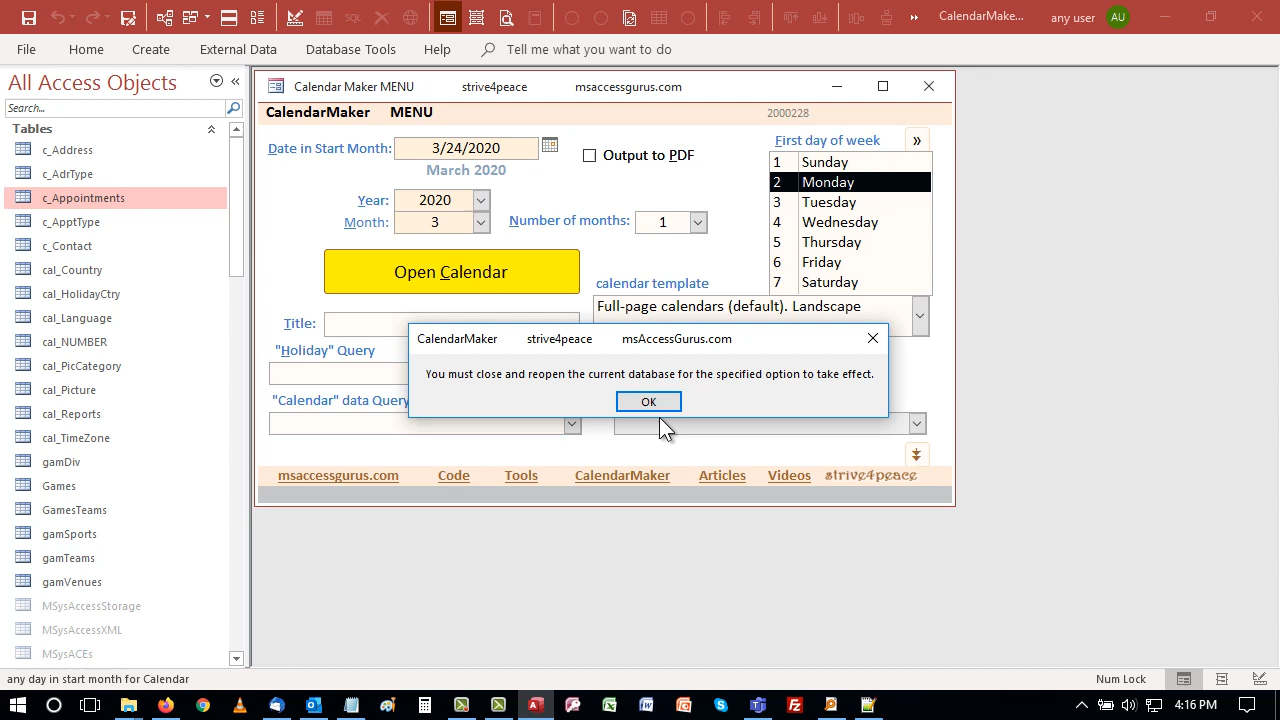 CalendarMake... any user AU
File Home Create External Data Database Tools Help Tell me what you want to do
All Access Objects
Search...
Tables
c_Address
c_AdrType
c_Appointments
c_ApptType
c_Contact
cal_Country
cal_HolidayCtry
cal_Language
cal_NUMBER
cal_PicCategory
cal_Picture
cal_Reports
cal_TimeZone
gamDiv
Games
GamesTeams
gamSports
gamTeams
gamVenues
MSysAccessStorage
MSysAccessXML
MSysACEs
Calendar Maker MENU strive4peace msaccessgurus.com
CalendarMaker MENU 2000228
Date in Start Month: 3/24/2020
March 2020
Output to PDF
First day of week »
1 Sunday
2 Monday
3 Tuesday
4 Wednesday
5 Thursday
6 Friday
7 Saturday
Year: 2020
Month: 3
Number of months: 1
Open Calendar
calendar template
Full-page calendars (default). Landscape
Title:
"Holiday" Query
"Calendar" data Query
CalendarMaker strive4peace msAccessGurus.com
You must close and reopen the current database for the specified option to take effect.
OK
msaccessgurus.com Code Tools CalendarMaker Articles Videos strive4peace
any day in start month for Calendar Num Lock
4:16 PM